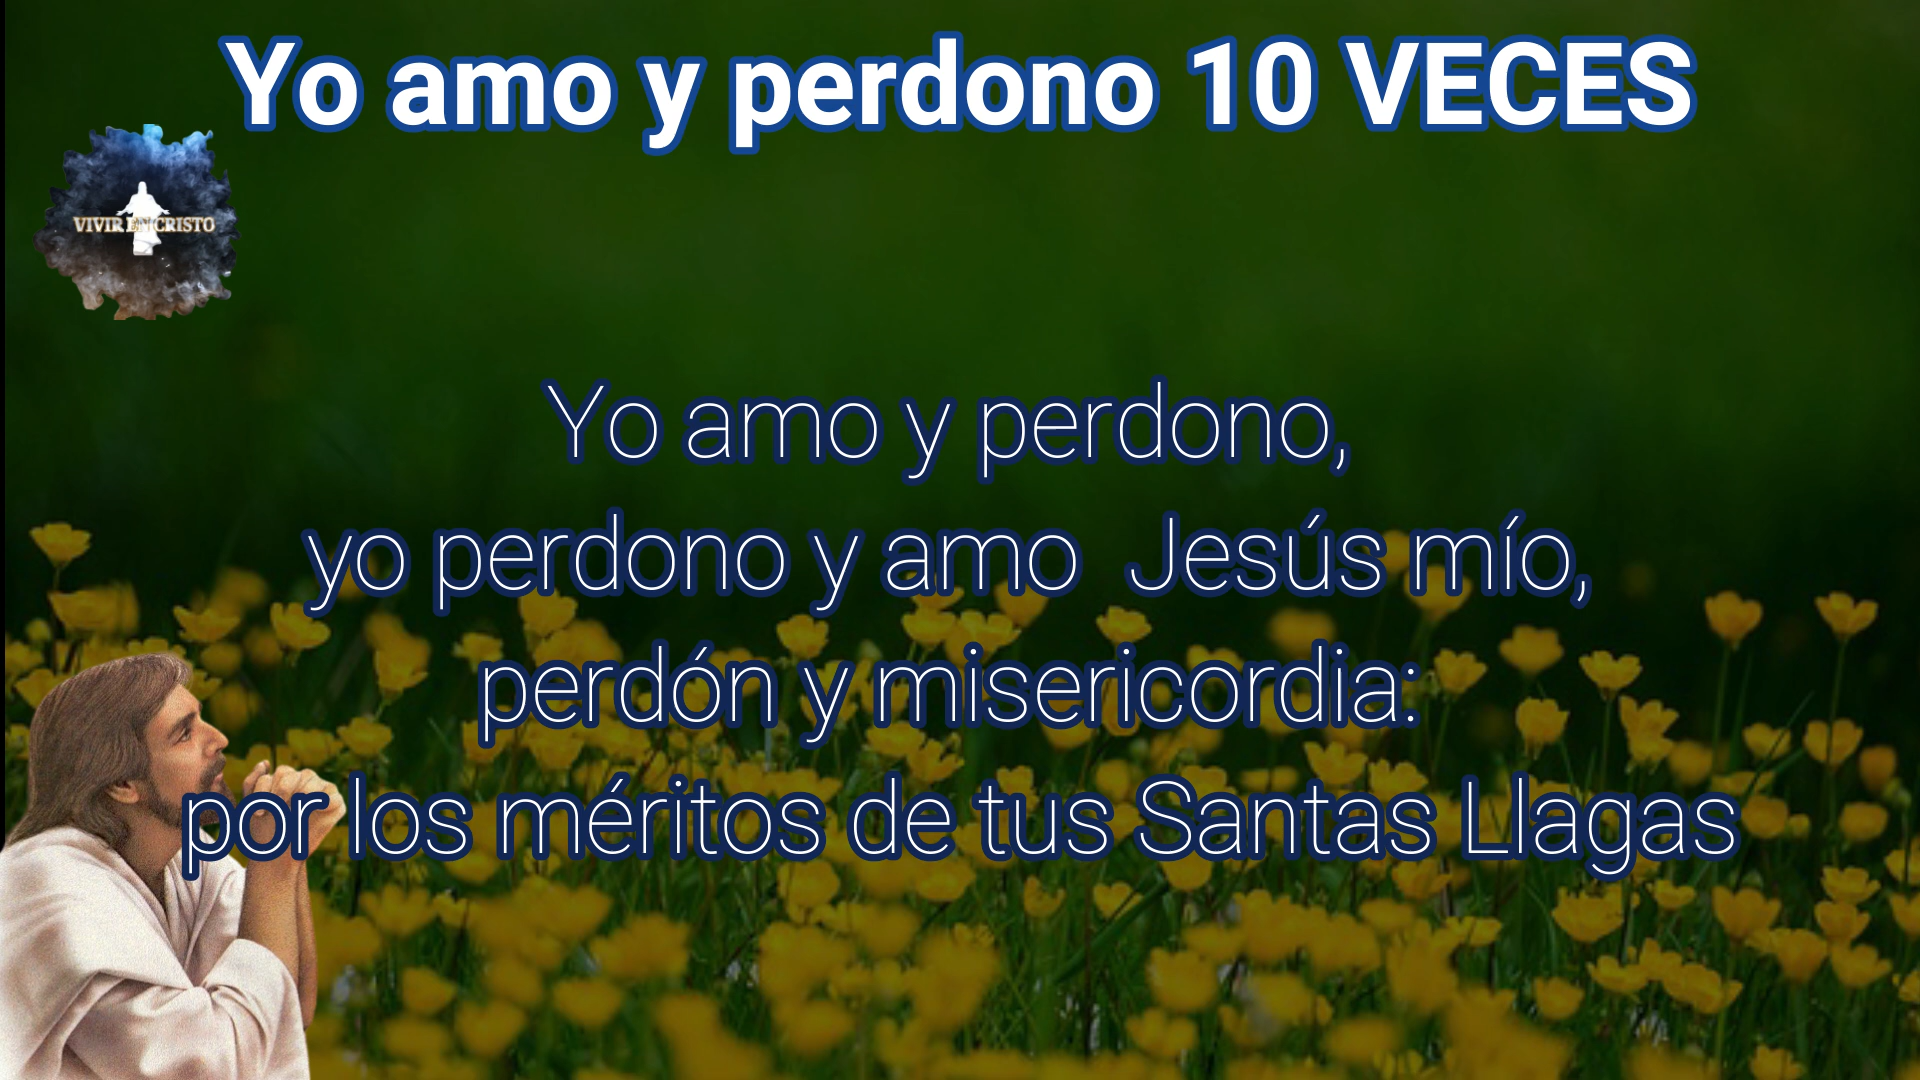 Yo amo y perdono 10 VECES
VIVIR EN CRISTO
Yo amo y perdono,
yo perdono y amo  Jesús mío,
perdón y misericordia:
por los méritos de tus Santas Llagas